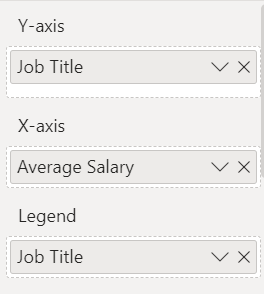 Y-axis
Job Title
X-axis
Average Salary
Legend
Job Title